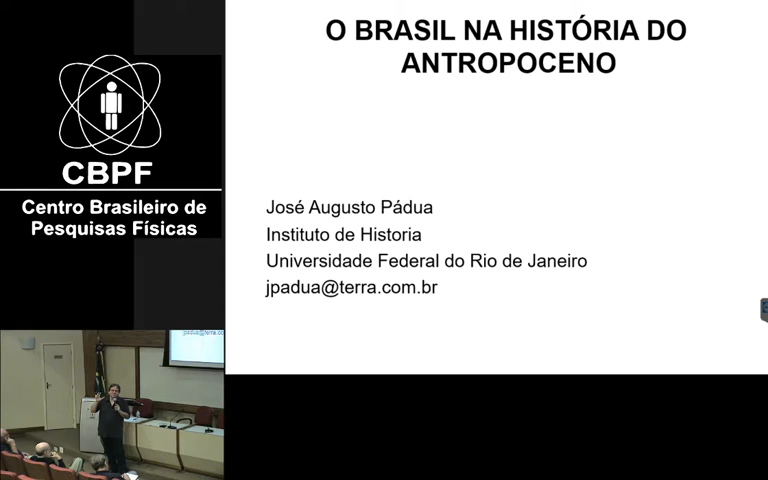 O BRASIL NA HISTÓRIA DO
ANTROPOCENO
CBPF
Centro Brasileiro de
Pesquisas Físicas
José Augusto Pádua
Instituto de Historia
Universidade Federal do Rio de Janeiro
jpadua@terra.com.br